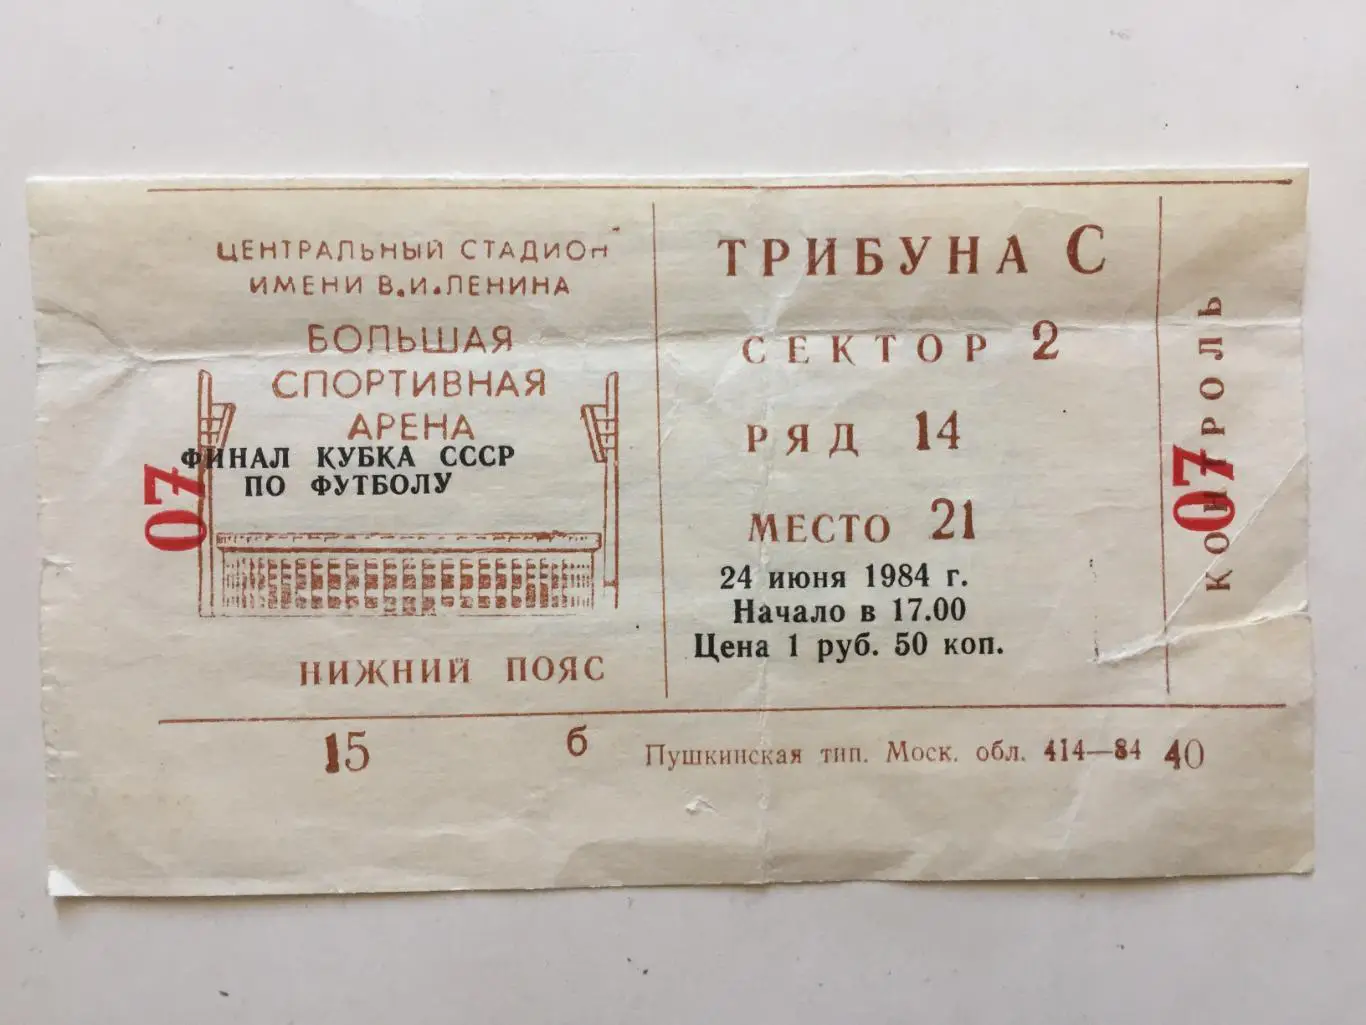 ЦЕНТРАЛЬНЫЙ СТАДИОН
ИМЕНИ В.И.ЛЕНИНА
БОЛЬШАЯ
СПОРТИВНАЯ
АРЕНА
ФИНАЛ КУБКА СССР
ПО ФУТБОЛУ
07
НИЖНИЙ ПОЯС
ТРИБУНА С
СЕКТОР 2
РЯД 14
МЕСТО 21
24 июня 1984 г.
Начало в 17.00
Цена 1 руб. 50 коп.
КОНТРОЛЬ
07
15 б Пушкинская тип. Моск. обл. 414—84 40